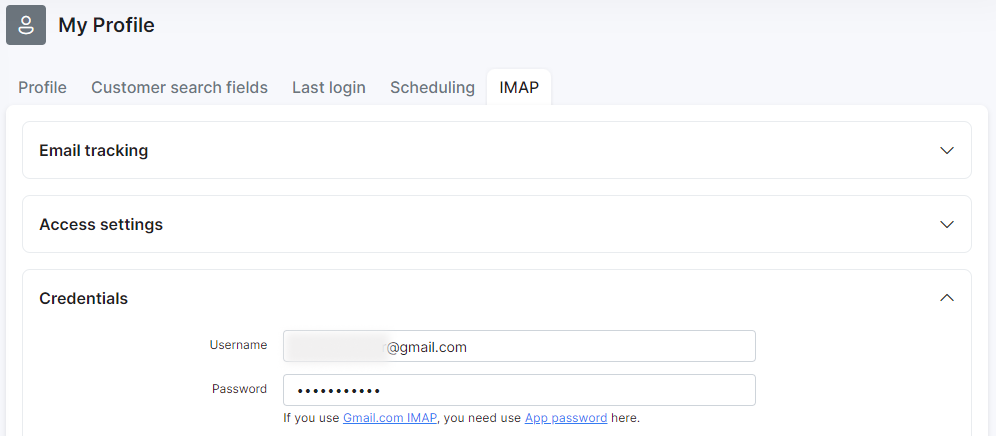 My Profile
Profile Customer search fields Last login Scheduling IMAP
Email tracking
Access settings
Credentials
Username @gmail.com
Password •••••••••••
If you use Gmail.com IMAP, you need use App password here.